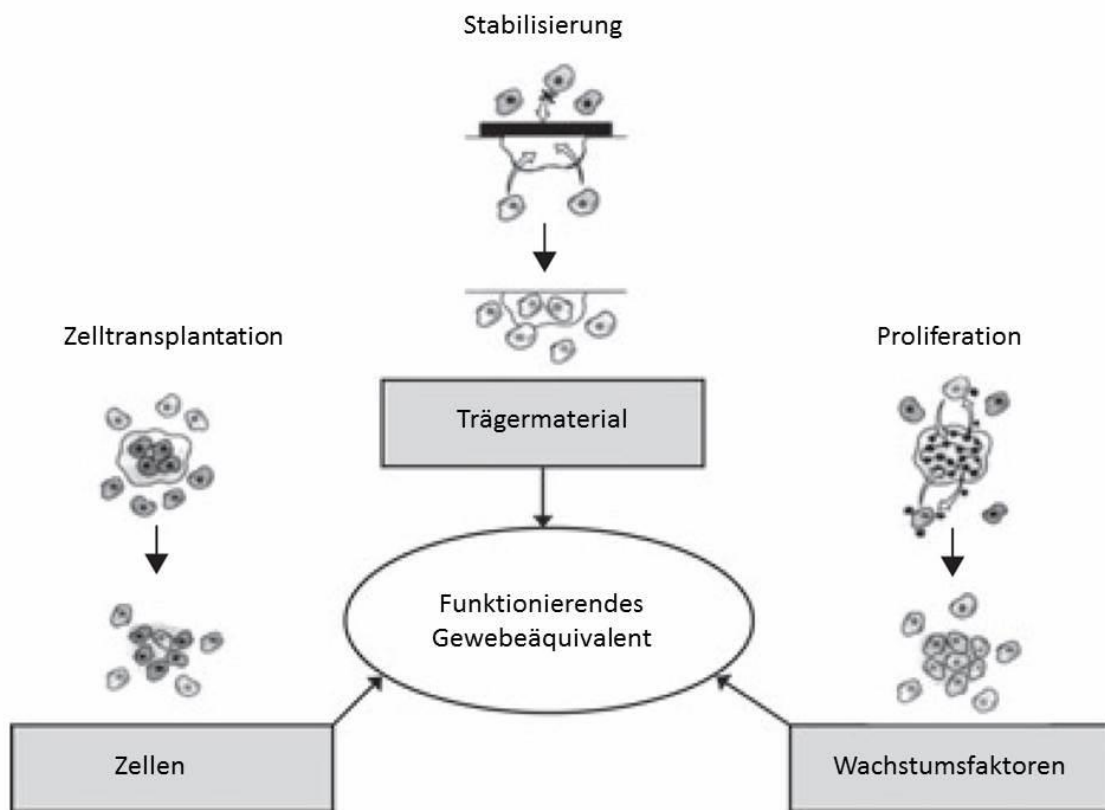 Stabilisierung
Zelltransplantation
Proliferation
Trägermaterial
Funktionierendes
Gewebeäquivalent
Zellen
Wachstumsfaktoren